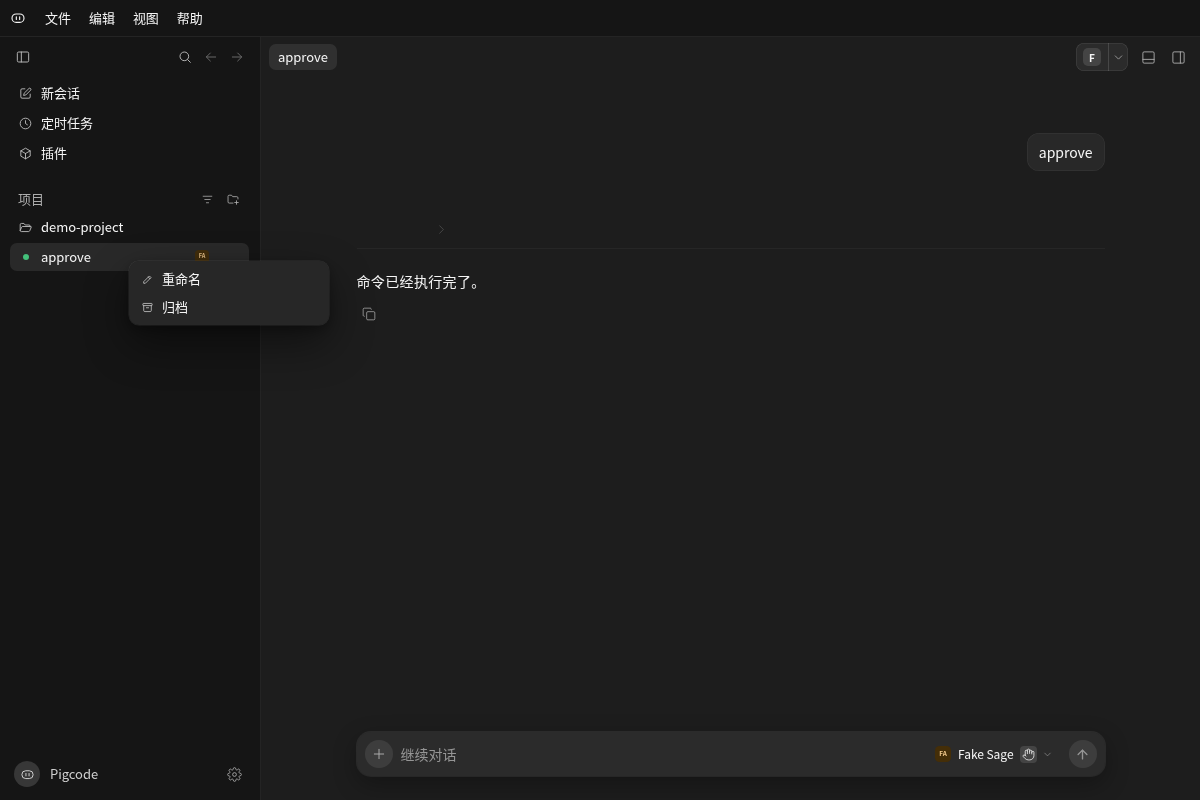 文件 编辑 视图 帮助
approve
F
新会话
定时任务
插件
项目
demo-project
approve FA
重命名
归档
approve
命令已经执行完了。
继续对话
FA Fake Sage
Pigcode